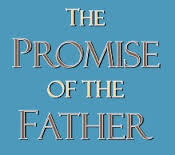 THE
PROMISE
OF THE
FATHER